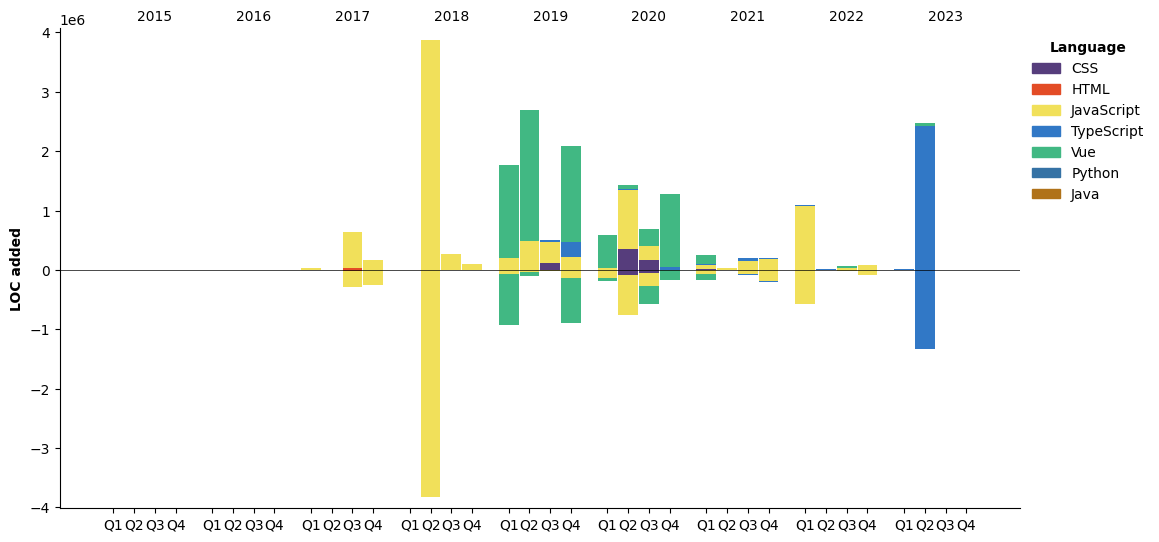 1e6
2015 2016 2017 2018 2019 2020 2021 2022 2023
4
3
2
1
0
−1
−2
−3
−4
LOC added
Q1 Q2 Q3 Q4 Q1 Q2 Q3 Q4 Q1 Q2 Q3 Q4 Q1 Q2 Q3 Q4 Q1 Q2 Q3 Q4 Q1 Q2 Q3 Q4 Q1 Q2 Q3 Q4 Q1 Q2 Q3 Q4 Q1 Q2 Q3 Q4
Language
CSS
HTML
JavaScript
TypeScript
Vue
Python
Java